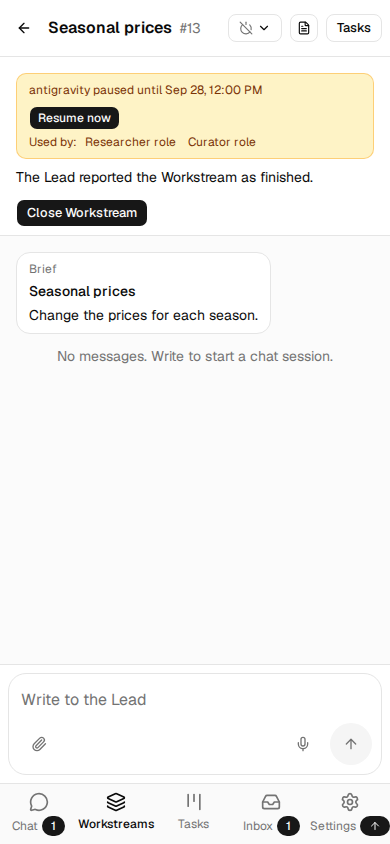 Seasonal prices #13
Tasks
antigravity paused until Sep 28, 12:00 PM
Resume now
Used by: Researcher role Curator role
The Lead reported the Workstream as finished.
Close Workstream
Brief
Seasonal prices
Change the prices for each season.
No messages. Write to start a chat session.
Write to the Lead
Chat 1
Workstreams
Tasks
Inbox 1
Settings